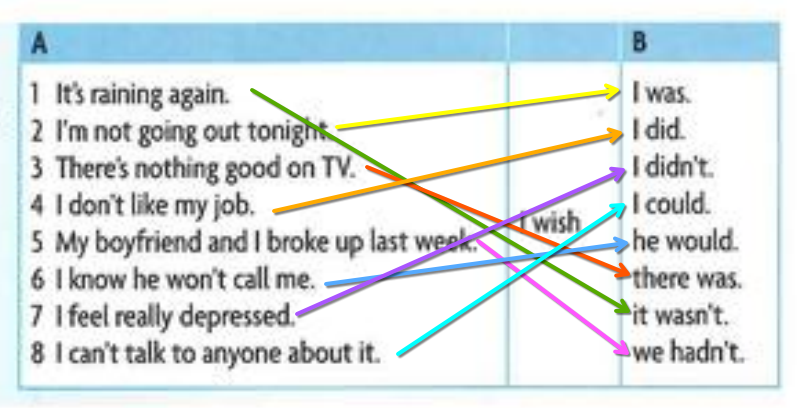 A B
1 It's raining again. I was.
2 I'm not going out tonight. I did.
3 There's nothing good on TV. I didn't.
4 I don't like my job. I could.
I wish
5 My boyfriend and I broke up last week. he would.
6 I know he won't call me. there was.
7 I feel really depressed. it wasn't.
8 I can't talk to anyone about it. we hadn't.